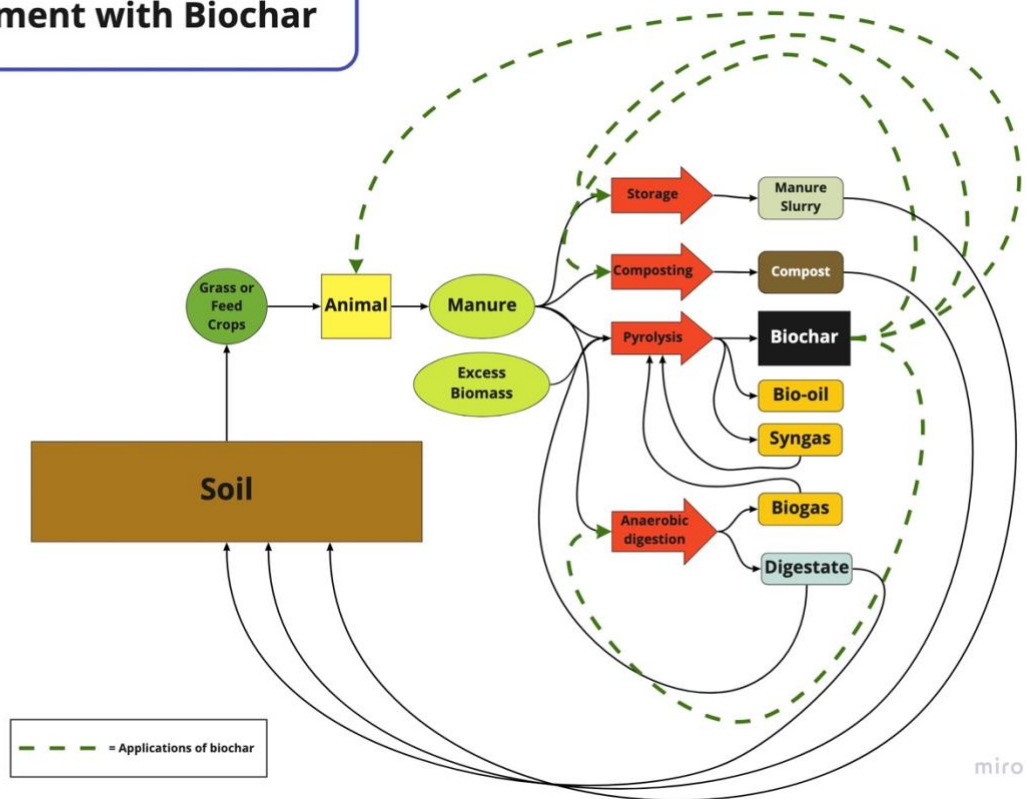 ment with Biochar
Storage
Manure
Slurry
Grass or
Feed
Crops
Animal
Manure
Composting
Compost
Pyrolysis
Biochar
Excess
Biomass
Bio-oil
Syngas
Soil
Biogas
Anaerobic
digestion
Digestate
= Applications of biochar
miro